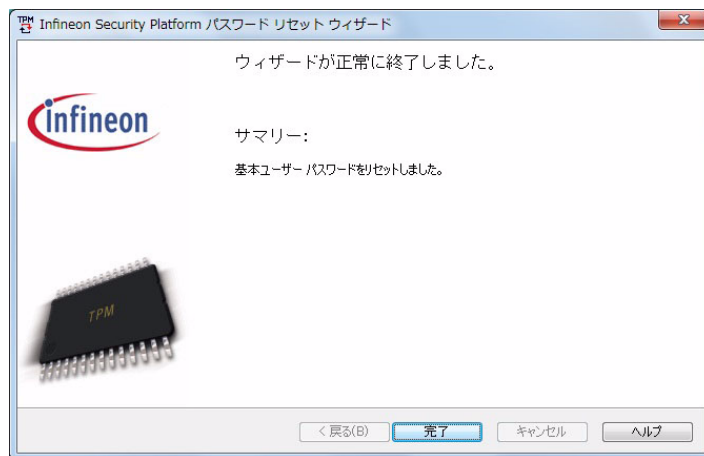 Infineon Security Platform パスワード リセット ウィザード
ウィザードが正常に終了しました。
infineon
サマリー:
基本ユーザー パスワードをリセットしました。
TPM
< 戻る(B) 完了 キャンセル ヘルプ